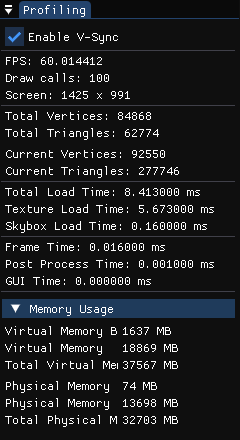 Profiling
Enable V-Sync
FPS: 60.014412
Draw calls: 100
Screen: 1425 x 991
Total Vertices: 84868
Total Triangles: 62774
Current Vertices: 92550
Current Triangles: 277746
Total Load Time: 8.413000 ms
Texture Load Time: 5.673000 ms
Skybox Load Time: 0.160000 ms
Frame Time: 0.016000 ms
Post Process Time: 0.001000 ms
GUI Time: 0.000000 ms
Memory Usage
Virtual Memory B 1637 MB
Virtual Memory 18869 MB
Total Virtual Me 37567 MB
Physical Memory 74 MB
Physical Memory 13698 MB
Total Physical M 32703 MB